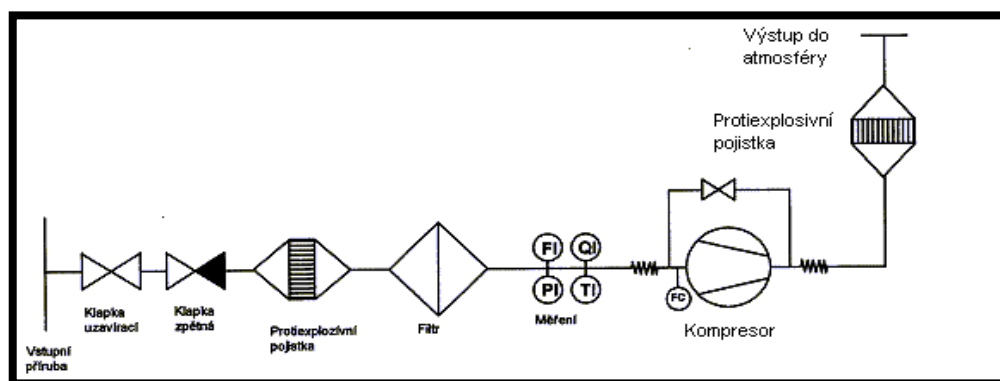 Výstup do
atmosféry
Protiexplosivní
pojistka
FI
QI
PI
TI
FC
Klapka
uzavírací
Klapka
zpětná
Protiexplozívní
pojistka
Filtr
Měření
Kompresor
Vstupní
příruba